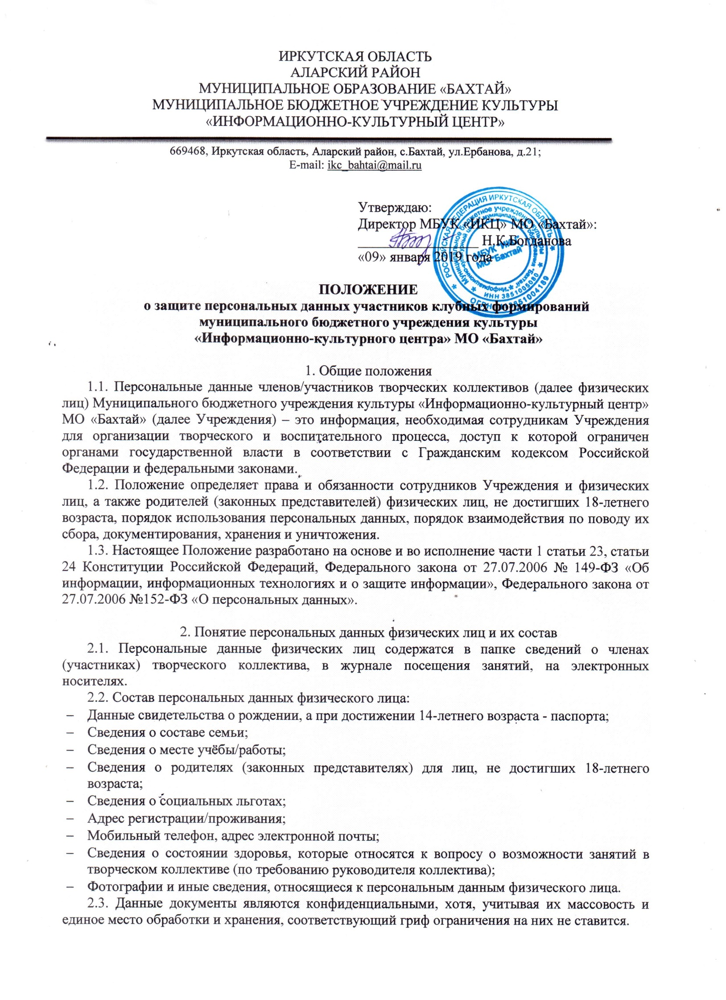 ИРКУТСКАЯ ОБЛАСТЬ
АЛАРСКИЙ РАЙОН
МУНИЦИПАЛЬНОЕ ОБРАЗОВАНИЕ «БАХТАЙ»
МУНИЦИПАЛЬНОЕ БЮДЖЕТНОЕ УЧРЕЖДЕНИЕ КУЛЬТУРЫ
«ИНФОРМАЦИОННО-КУЛЬТУРНЫЙ ЦЕНТР»
669468, Иркутская область, Аларский район, с.Бахтай, ул.Ербанова, д.21;
E-mail: ikc_bahtai@mail.ru
Утверждаю:
Директор МБУК «ИКЦ» МО «Бахтай»:
Н.К.Богданова
«09» января 2019 года
РОССИЙСКАЯ ФЕДЕРАЦИЯ ИРКУТСКАЯ ОБЛАСТЬ
Муниципальное бюджетное учреждение культуры
"Информационно-культурный центр" муниципального образования "Бахтай"
МБУК "ИКЦ"
МО "Бахтай"
ИНН 3851005080
ОГРН
ПОЛОЖЕНИЕ
о защите персональных данных участников клубных формирований
муниципального бюджетного учреждения культуры
«Информационно-культурного центра» МО «Бахтай»
1. Общие положения
1.1. Персональные данные членов/участников творческих коллективов (далее физических
лиц) Муниципального бюджетного учреждения культуры «Информационно-культурный центр»
МО «Бахтай» (далее Учреждения) – это информация, необходимая сотрудникам Учреждения
для организации творческого и воспитательного процесса, доступ к которой ограничен
органами государственной власти в соответствии с Гражданским кодексом Российской
Федерации и федеральными законами.
1.2. Положение определяет права и обязанности сотрудников Учреждения и физических
лиц, а также родителей (законных представителей) физических лиц, не достигших 18-летнего
возраста, порядок использования персональных данных, порядок взаимодействия по поводу их
сбора, документирования, хранения и уничтожения.
1.3. Настоящее Положение разработано на основе и во исполнение части 1 статьи 23, статьи
24 Конституции Российской Федераций, Федерального закона от 27.07.2006 № 149-ФЗ «Об
информации, информационных технологиях и о защите информации», Федерального закона от
27.07.2006 №152-ФЗ «О персональных данных».
2. Понятие персональных данных физических лиц и их состав
2.1. Персональные данные физических лиц содержатся в папке сведений о членах
(участниках) творческого коллектива, в журнале посещения занятий, на электронных
носителях.
2.2. Состав персональных данных физического лица:
– Данные свидетельства о рождении, а при достижении 14-летнего возраста - паспорта;
– Сведения о составе семьи;
– Сведения о месте учёбы/работы;
– Сведения о родителях (законных представителях) для лиц, не достигших 18-летнего
возраста;
– Сведения о социальных льготах;
– Адрес регистрации/проживания;
– Мобильный телефон, адрес электронной почты;
– Сведения о состоянии здоровья, которые относятся к вопросу о возможности занятий в
творческом коллективе (по требованию руководителя коллектива);
– Фотографии и иные сведения, относящиеся к персональным данным физического лица.
2.3. Данные документы являются конфиденциальными, хотя, учитывая их массовость и
единое место обработки и хранения, соответствующий гриф ограничения на них не ставится.